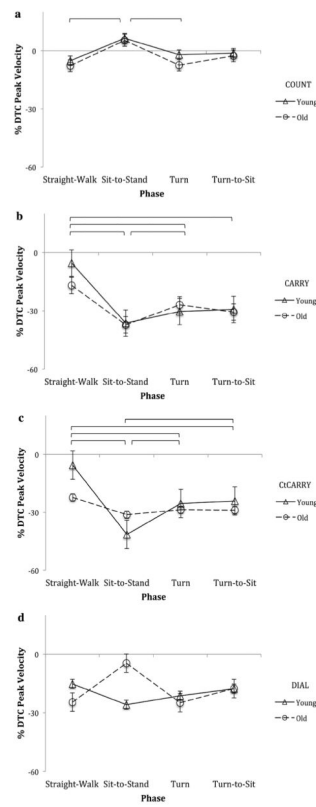 a
0
-30
-60
% DTC Peak Velocity
Straight-Walk Sit-to-Stand Turn Turn-to-Sit
Phase
COUNT
Young
Old
b
0
-30
-60
% DTC Peak Velocity
Straight-Walk Sit-to-Stand Turn Turn-to-Sit
Phase
CARRY
Young
Old
c
0
-30
-60
% DTC Peak Velocity
Straight-Walk Sit-to-Stand Turn Turn-to-Sit
Phase
CtCARRY
Young
Old
d
0
-30
-60
% DTC Peak Velocity
Straight-Walk Sit-to-Stand Turn Turn-to-Sit
Phase
DIAL
Young
Old